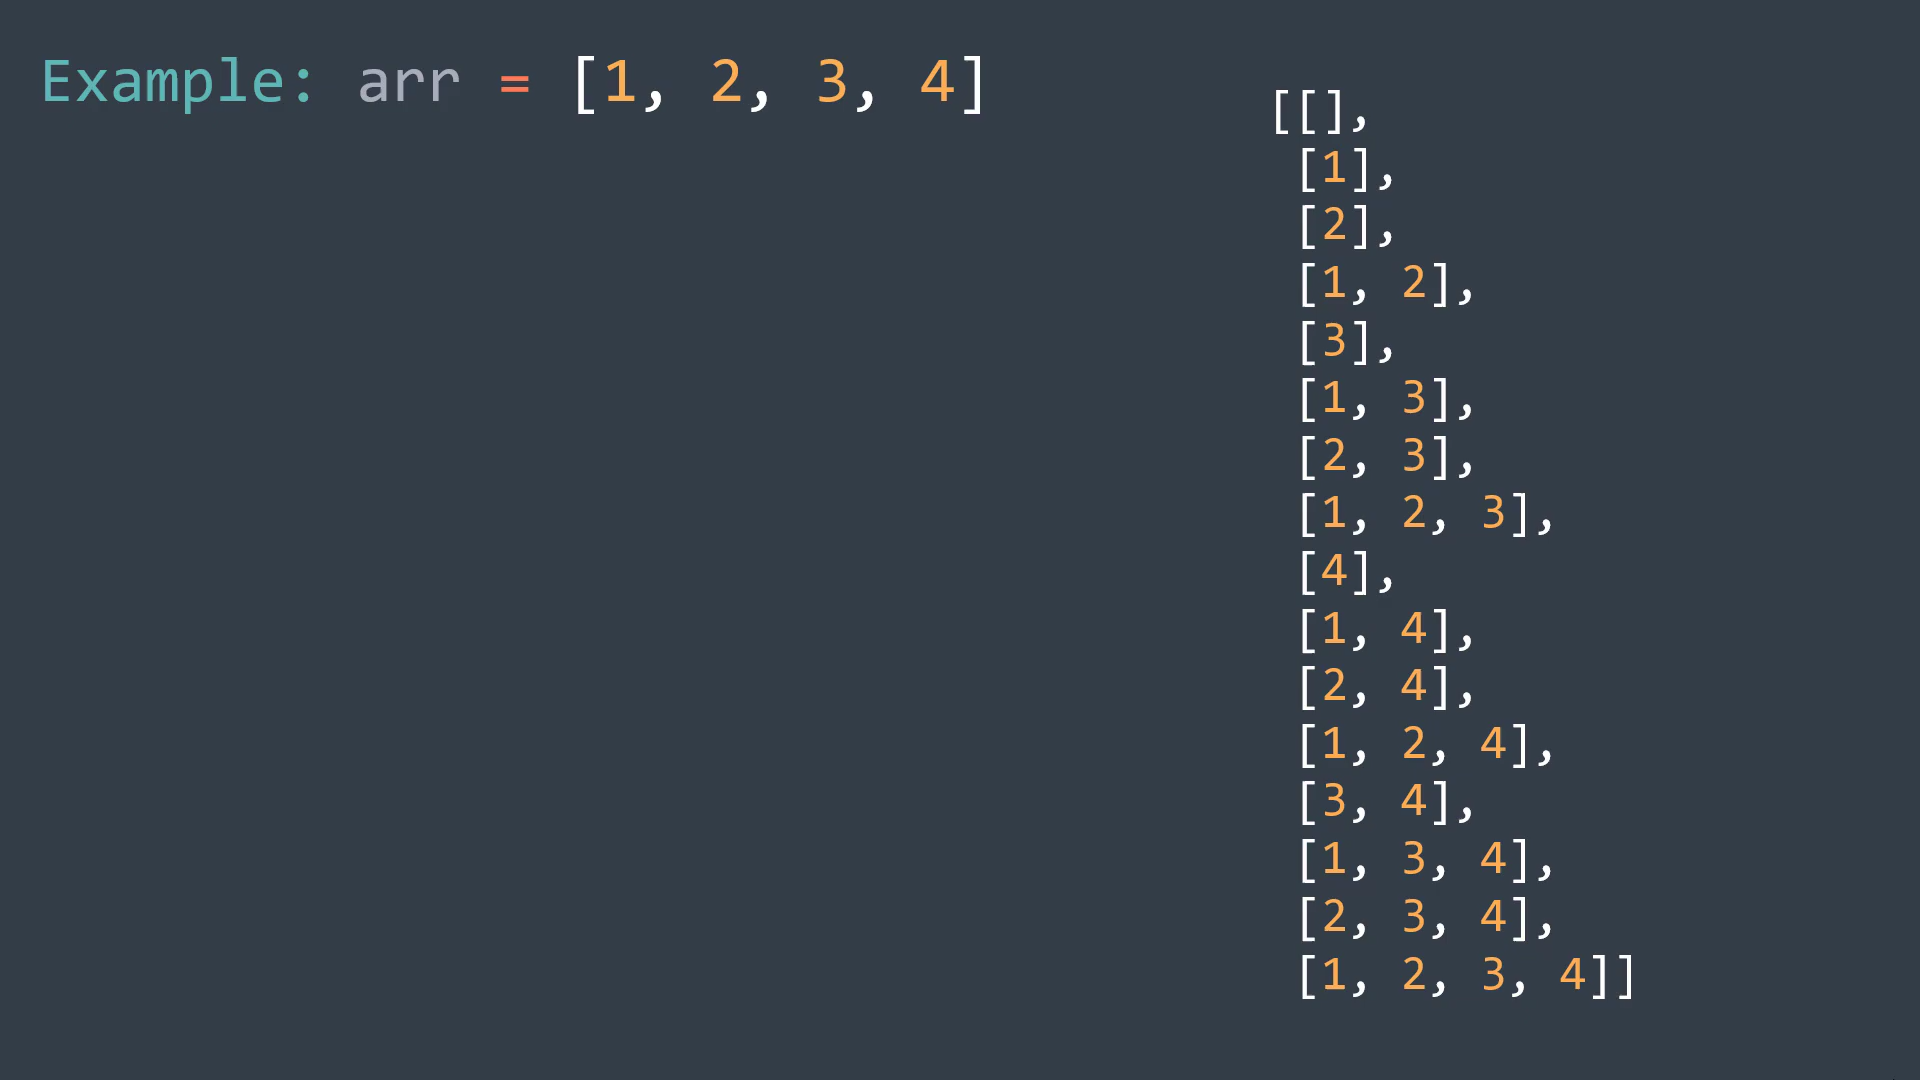 Example: arr = [1, 2, 3, 4]
[[],
[1],
[2],
[1, 2],
[3],
[1, 3],
[2, 3],
[1, 2, 3],
[4],
[1, 4],
[2, 4],
[1, 2, 4],
[3, 4],
[1, 3, 4],
[2, 3, 4],
[1, 2, 3, 4]]